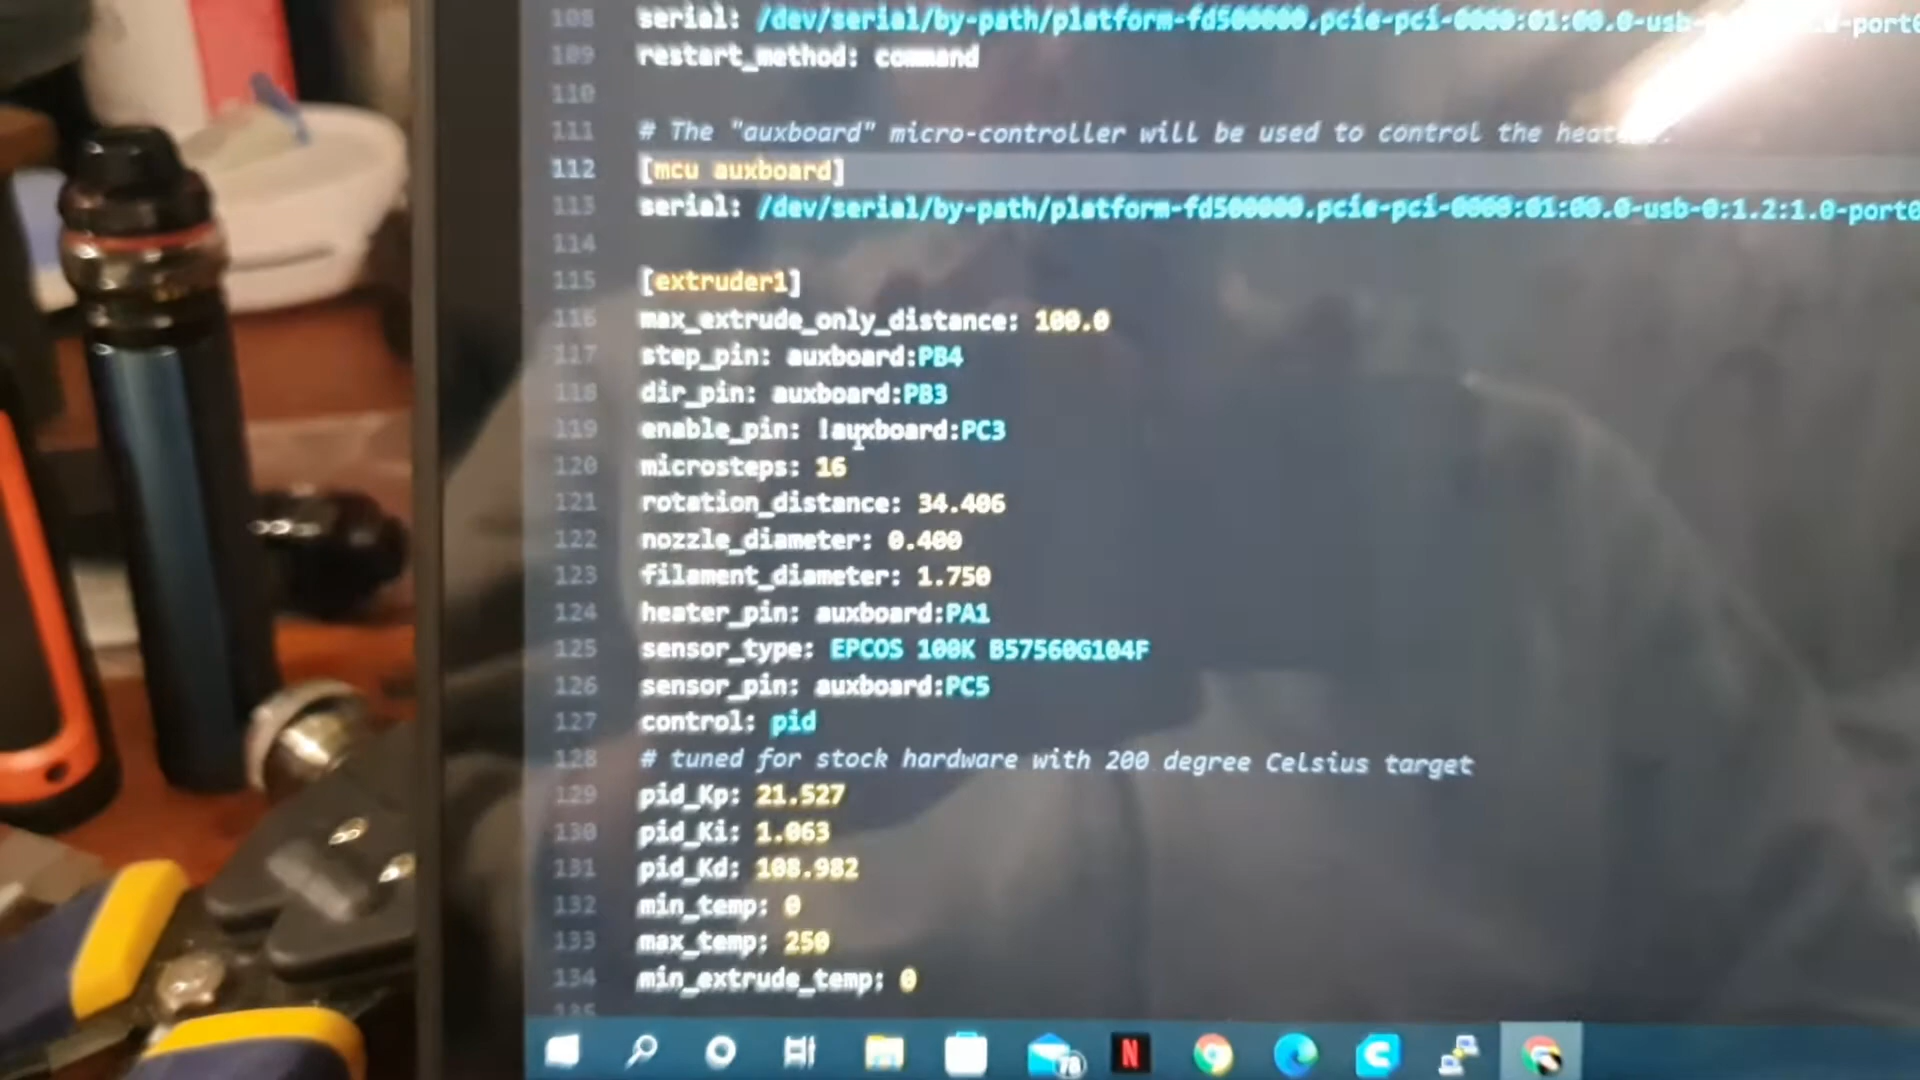 108 serial: /dev/serial/by-path/platform-fd500000.pcie-pci-0000:01:00.0-usb-
109 restart_method: command
110
111 # The "auxboard" micro-controller will be used to control the
112 [mcu auxboard]
113 serial: /dev/serial/by-path/platform-fd500000.pcie-pci-0000:01:00.0-usb-0:1.2:1.0-port0
114
115 [extruder1]
116 max_extrude_only_distance: 100.0
117 step_pin: auxboard:PB4
118 dir_pin: auxboard:PB3
119 enable_pin: !auxboard:PC3
120 microsteps: 16
121 rotation_distance: 34.406
122 nozzle_diameter: 0.400
123 filament_diameter: 1.750
124 heater_pin: auxboard:PA1
125 sensor_type: EPCOS 100K B57560G104F
126 sensor_pin: auxboard:PC5
127 control: pid
128 # tuned for stock hardware with 200 degree Celsius target
129 pid_Kp: 21.527
130 pid_Ki: 1.063
131 pid_Kd: 108.982
132 min_temp: 0
133 max_temp: 250
134 min_extrude_temp: 0
135
78
N